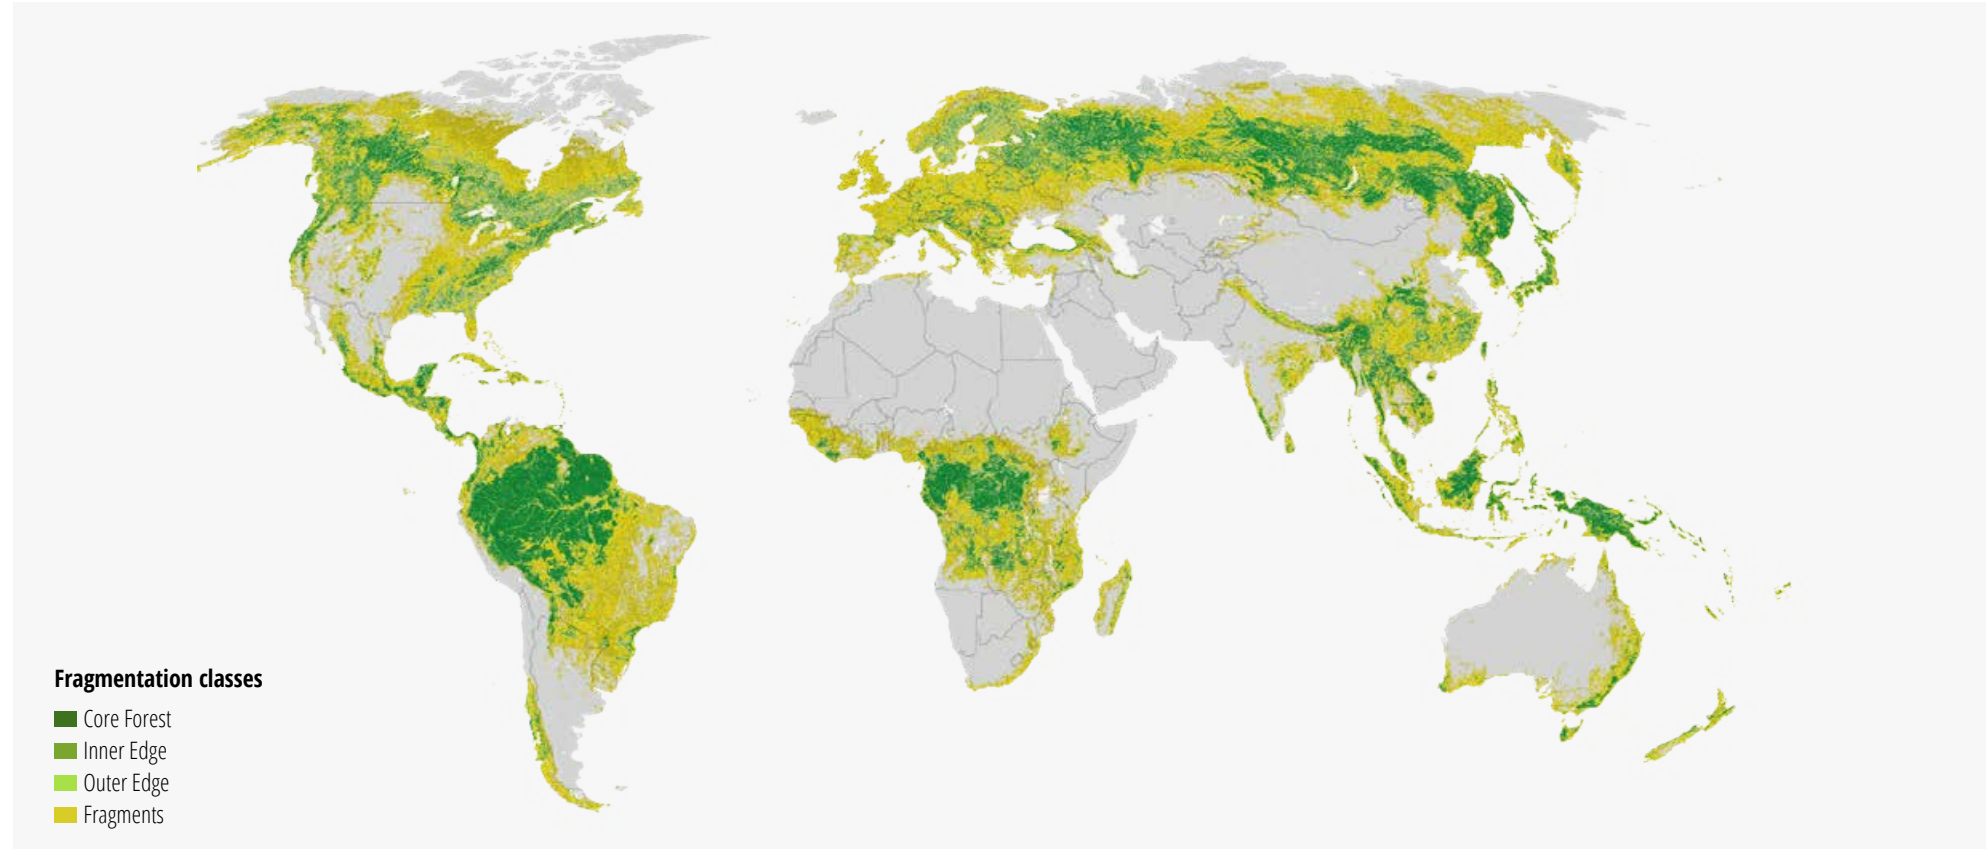 Fragmentation classes
Core Forest
Inner Edge
Outer Edge
Fragments